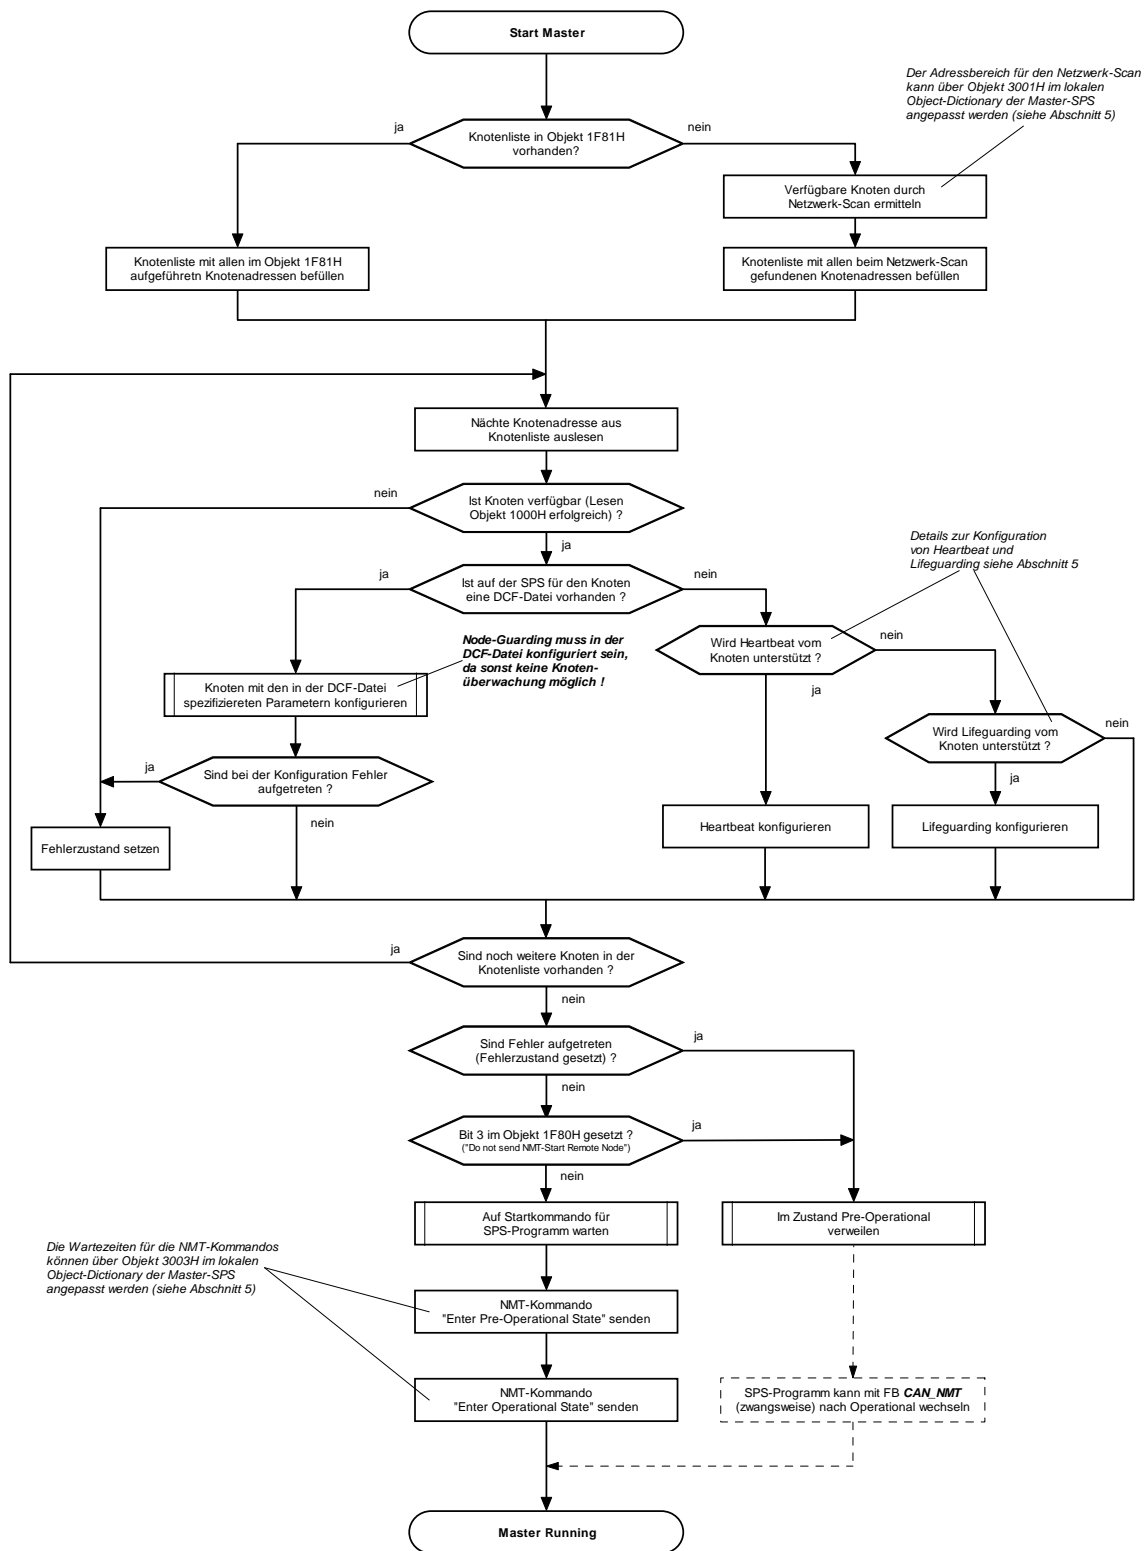 Start Master
Der Adressbereich für den Netzwerk-Scan
kann über Objekt 3001H im lokalen
Object-Dictionary der Master-SPS
angepasst werden (siehe Abschnitt 5)
ja
Knotenliste in Objekt 1F81H
vorhanden?
nein
Verfügbare Knoten durch
Netzwerk-Scan ermitteln
Knotenliste mit allen im Objekt 1F81H
aufgeführetn Knotenadressen befüllen
Knotenliste mit allen beim Netzwerk-Scan
gefundenen Knotenadressen befüllen
Nächte Knotenadresse aus
Knotenliste auslesen
nein
Ist Knoten verfügbar (Lesen
Objekt 1000H erfolgreich) ?
ja
Details zur Konfiguration
von Heartbeat und
Lifeguarding siehe Abschnitt 5
ja
Ist auf der SPS für den Knoten
eine DCF-Datei vorhanden ?
nein
Node-Guarding muss in der
DCF-Datei konfiguriert sein,
da sonst keine Knoten-
überwachung möglich !
Wird Heartbeat vom
Knoten unterstützt ?
nein
ja
Knoten mit den in der DCF-Datei
spezifiziereten Parametern konfigurieren
Wird Lifeguarding vom
Knoten unterstützt ?
nein
ja
ja
Sind bei der Konfiguration Fehler
aufgetreten ?
nein
Fehlerzustand setzen
Heartbeat konfigurieren
Lifeguarding konfigurieren
ja
Sind noch weitere Knoten in der
Knotenliste vorhanden ?
nein
Sind Fehler aufgetreten
(Fehlerzustand gesetzt) ?
ja
nein
Bit 3 im Objekt 1F80H gesetzt ?
("Do not send NMT-Start Remote Node")
ja
nein
Auf Startkommando für
SPS-Programm warten
Im Zustand Pre-Operational
verweilen
Die Wartezeiten für die NMT-Kommandos
können über Objekt 3003H im lokalen
Object-Dictionary der Master-SPS
angepasst werden (siehe Abschnitt 5)
NMT-Kommando
"Enter Pre-Operational State" senden
NMT-Kommando
"Enter Operational State" senden
SPS-Programm kann mit FB CAN_NMT
(zwangsweise) nach Operational wechseln
Master Running